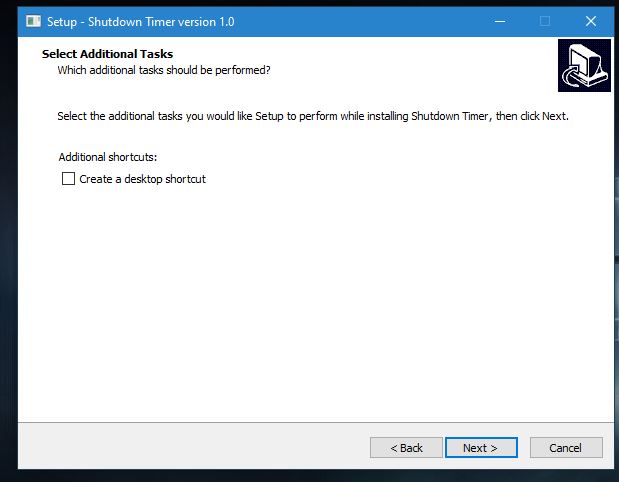 Setup - Shutdown Timer version 1.0
Select Additional Tasks
Which additional tasks should be performed?
Select the additional tasks you would like Setup to perform while installing Shutdown Timer, then click Next.
Additional shortcuts:
Create a desktop shortcut
< Back
Next >
Cancel